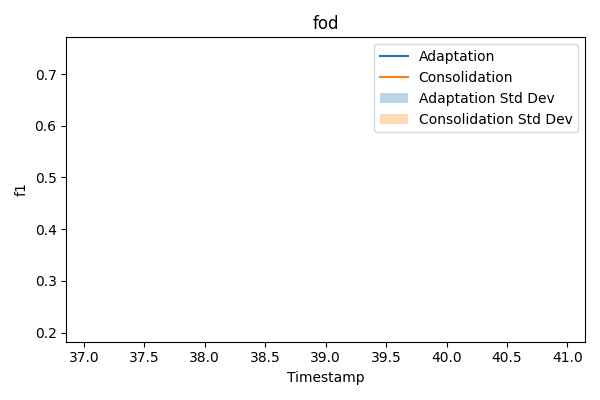 fod
Adaptation
Consolidation
Adaptation Std Dev
Consolidation Std Dev
f1
0.7
0.6
0.5
0.4
0.3
0.2
37.0 37.5 38.0 38.5 39.0 39.5 40.0 40.5 41.0
Timestamp